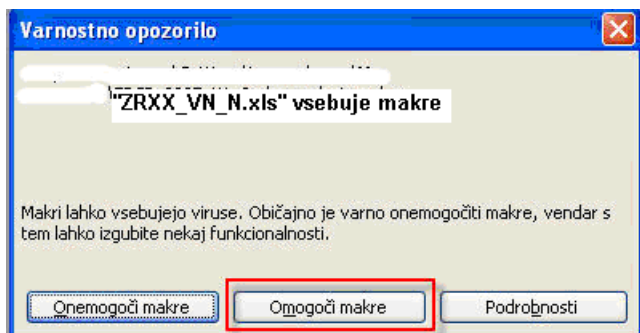 Varnostno opozorilo
"ZRXX_VN_N.xls" vsebuje makre
Makri lahko vsebujejo viruse. Običajno je varno onemogočiti makre, vendar s
tem lahko izgubite nekaj funkcionalnosti.
Onemogoči makre
Omogoči makre
Podrobnosti